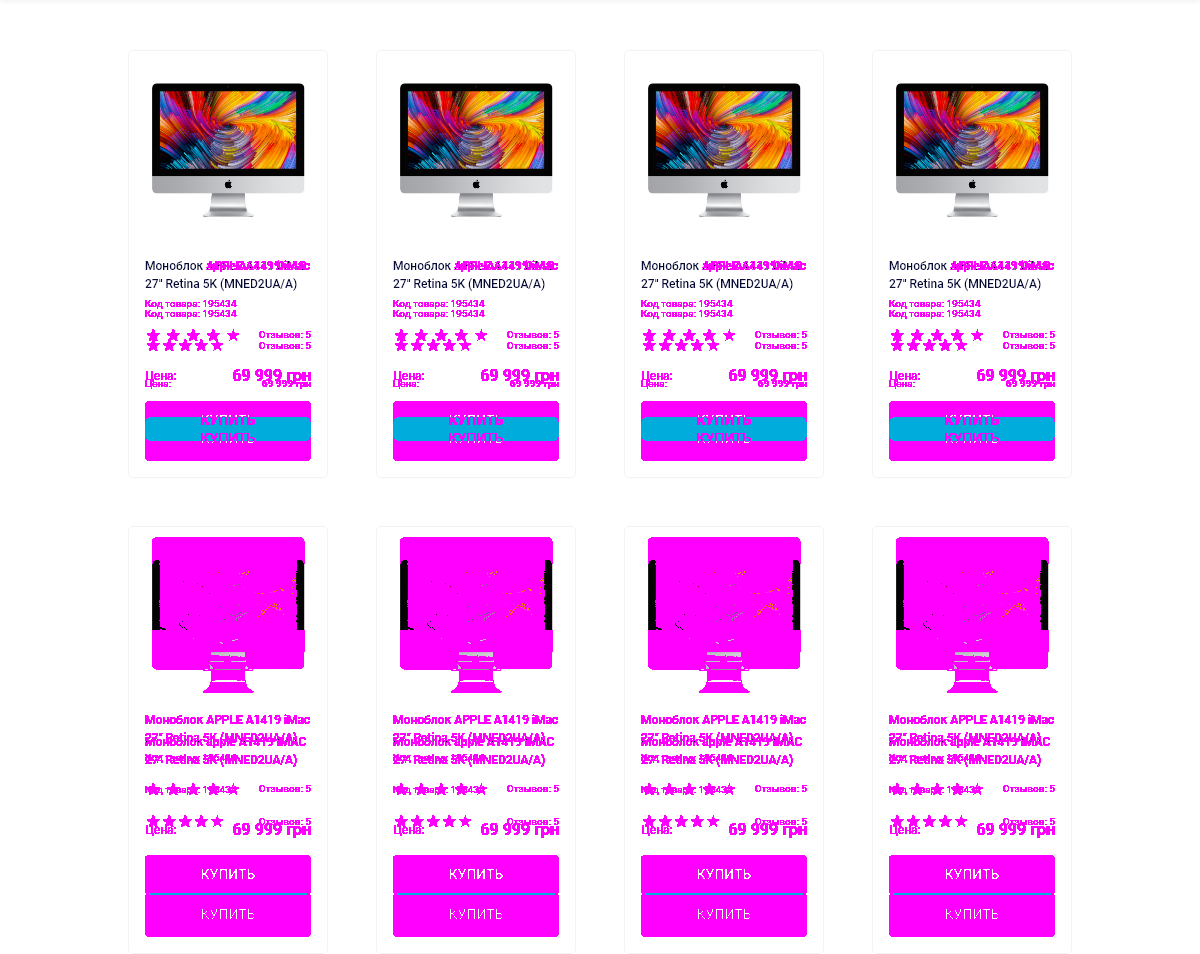 Моноблок
27" Retina 5K (MNED2UA/A)
Код товара: 195434
Код товара: 195434
Отзывов: 5
Отзывов: 5
Цена: 69 999 грн
Цена: 69 999 грн
КУПИТЬ
КУПИТЬ
Моноблок
27" Retina 5K (MNED2UA/A)
Код товара: 195434
Код товара: 195434
Отзывов: 5
Отзывов: 5
Цена: 69 999 грн
Цена: 69 999 грн
КУПИТЬ
КУПИТЬ
Моноблок
27" Retina 5K (MNED2UA/A)
Код товара: 195434
Код товара: 195434
Отзывов: 5
Отзывов: 5
Цена: 69 999 грн
Цена: 69 999 грн
КУПИТЬ
КУПИТЬ
Моноблок
27" Retina 5K (MNED2UA/A)
Код товара: 195434
Код товара: 195434
Отзывов: 5
Отзывов: 5
Цена: 69 999 грн
Цена: 69 999 грн
КУПИТЬ
КУПИТЬ
Моноблок APPLE A1419 iMac
27" Retina 5K (MNED2UA/A)
Моноблок apple A1419 iMAC
27" Retina 5K (MNED2UA/A)
Код товара: 195434
Отзывов: 5
Отзывов: 5
Цена: 69 999 грн
КУПИТЬ
КУПИТЬ
Моноблок APPLE A1419 iMac
27" Retina 5K (MNED2UA/A)
Моноблок apple A1419 iMAC
27" Retina 5K (MNED2UA/A)
Код товара: 195434
Отзывов: 5
Отзывов: 5
Цена: 69 999 грн
КУПИТЬ
КУПИТЬ
Моноблок APPLE A1419 iMac
27" Retina 5K (MNED2UA/A)
Моноблок apple A1419 iMAC
27" Retina 5K (MNED2UA/A)
Код товара: 195434
Отзывов: 5
Отзывов: 5
Цена: 69 999 грн
КУПИТЬ
КУПИТЬ
Моноблок APPLE A1419 iMac
27" Retina 5K (MNED2UA/A)
Моноблок apple A1419 iMAC
27" Retina 5K (MNED2UA/A)
Код товара: 195434
Отзывов: 5
Отзывов: 5
Цена: 69 999 грн
КУПИТЬ
КУПИТЬ